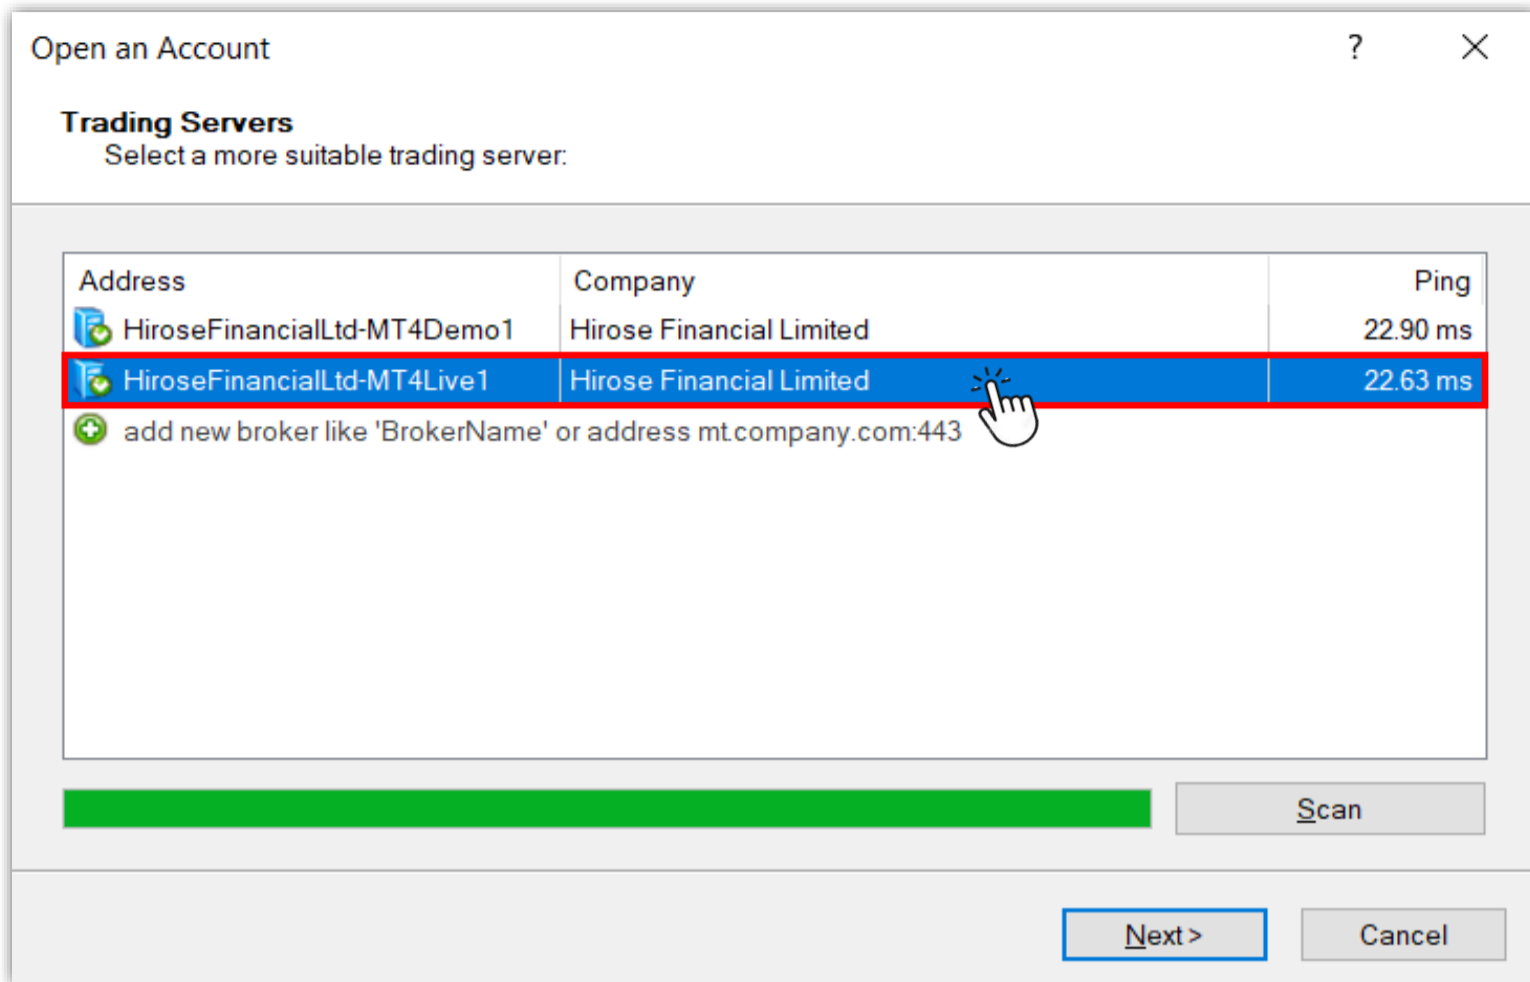 Open an Account ?
Trading Servers
Select a more suitable trading server:
Address Company Ping
HiroseFinancialLtd-MT4Demo1 Hirose Financial Limited 22.90 ms
HiroseFinancialLtd-MT4Live1 Hirose Financial Limited 22.63 ms
add new broker like 'BrokerName' or address mt.company.com:443
Scan
Next > Cancel